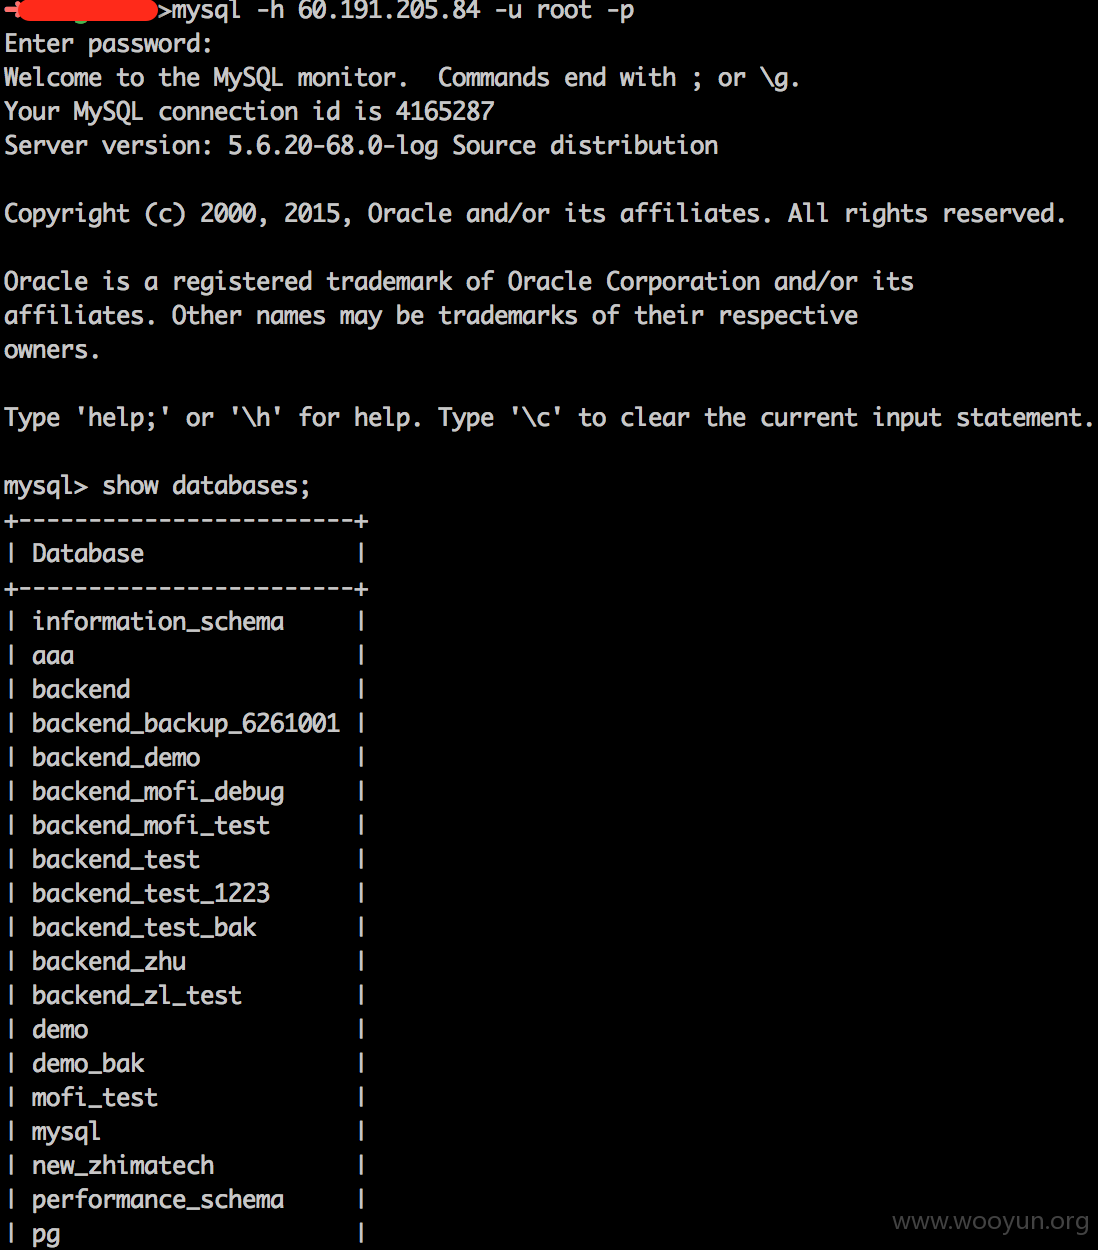 >mysql -h 60.191.205.84 -u root -p
Enter password:
Welcome to the MySQL monitor.  Commands end with ; or \g.
Your MySQL connection id is 4165287
Server version: 5.6.20-68.0-log Source distribution
Copyright (c) 2000, 2015, Oracle and/or its affiliates. All rights reserved.
Oracle is a registered trademark of Oracle Corporation and/or its
affiliates. Other names may be trademarks of their respective
owners.
Type 'help;' or '\h' for help. Type '\c' to clear the current input statement.
mysql> show databases;
+------------------------+
| Database               |
+------------------------+
| information_schema     |
| aaa                    |
| backend                |
| backend_backup_6261001 |
| backend_demo           |
| backend_mofi_debug     |
| backend_mofi_test      |
| backend_test           |
| backend_test_1223      |
| backend_test_bak       |
| backend_zhu            |
| backend_zl_test        |
| demo                   |
| demo_bak               |
| mofi_test              |
| mysql                  |
| new_zhimatech          |
| performance_schema     |
| pg                     |
www.wooyun.org